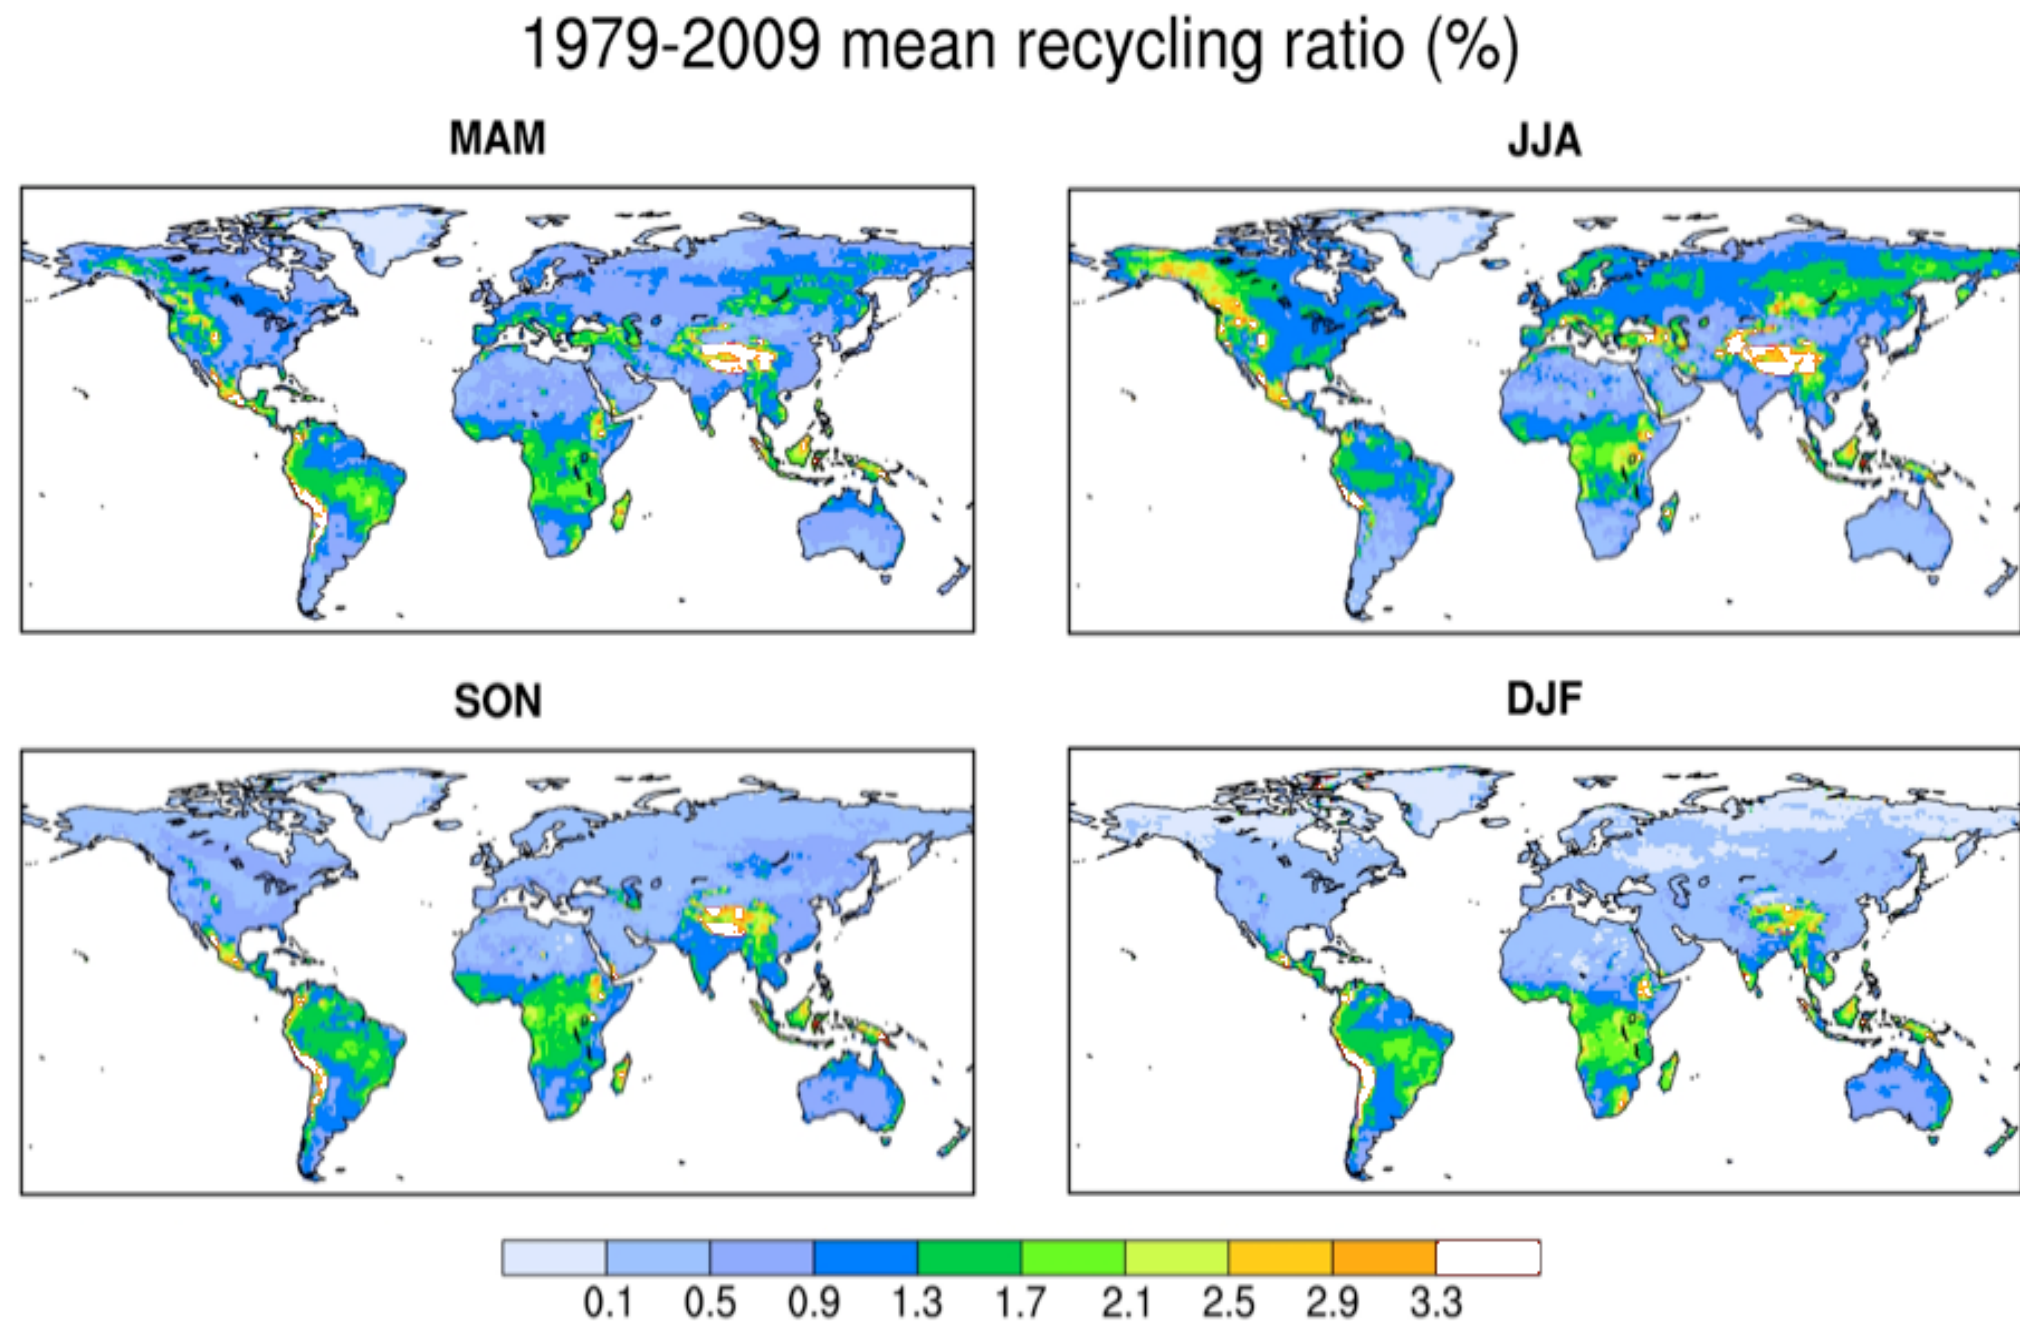 1979-2009 mean recycling ratio (%)
MAM
JJA
SON
DJF
0.1 0.5 0.9 1.3 1.7 2.1 2.5 2.9 3.3